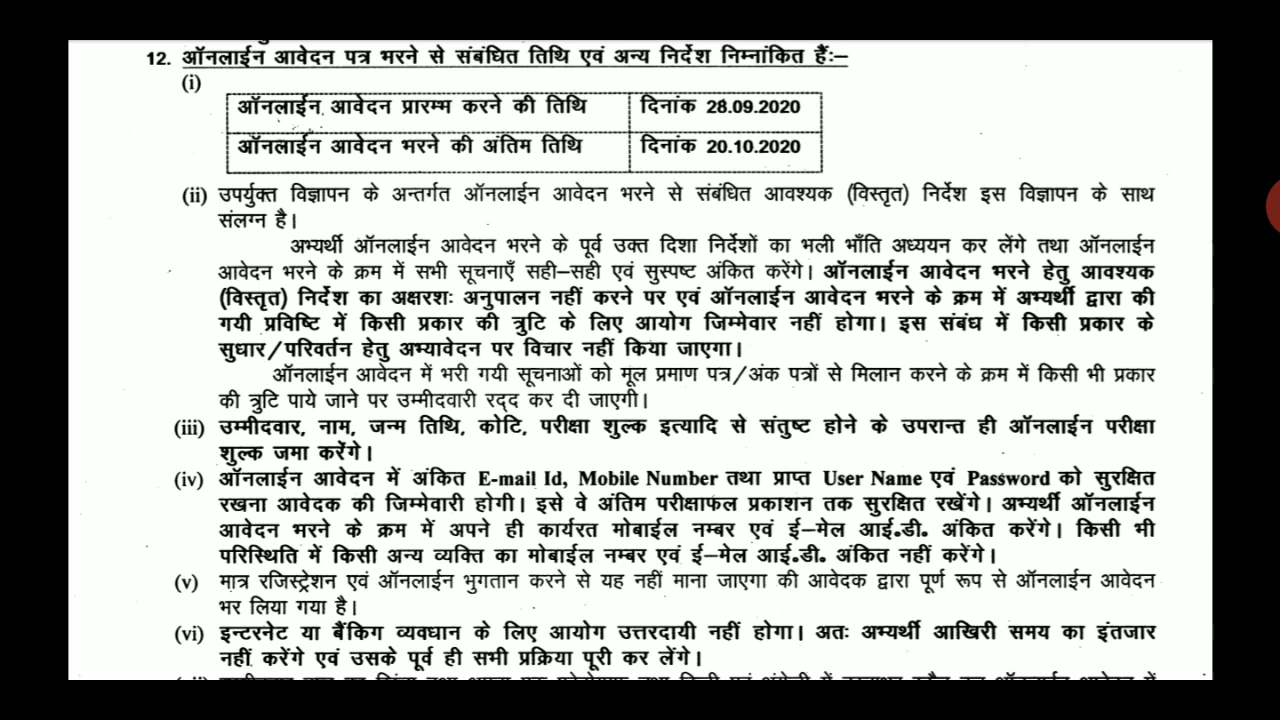 12. ऑनलाईन आवेदन पत्र भरने से संबंधित तिथि एवं अन्य निर्देश निम्नांकित हैंः–
(i)
ऑनलाईन आवेदन प्रारम्भ करने की तिथि दिनांक 28.09.2020
ऑनलाईन आवेदन भरने की अंतिम तिथि दिनांक 20.10.2020
(ii) उपर्युक्त विज्ञापन के अन्तर्गत ऑनलाईन आवेदन भरने से संबंधित आवश्यक (विस्तृत) निर्देश इस विज्ञापन के साथ
संलग्न है।
अभ्यर्थी ऑनलाईन आवेदन भरने के पूर्व उक्त दिशा निर्देशों का भली भाँति अध्ययन कर लेंगे तथा ऑनलाईन
आवेदन भरने के क्रम में सभी सूचनाएँ सही–सही एवं सुस्पष्ट अंकित करेंगे। ऑनलाईन आवेदन भरने हेतु आवश्यक
(विस्तृत) निर्देश का अक्षरशः अनुपालन नहीं करने पर एवं ऑनलाईन आवेदन भरने के क्रम में अभ्यर्थी द्वारा की
गयी प्रविष्टि में किसी प्रकार की त्रुटि के लिए आयोग जिम्मेवार नहीं होगा। इस संबंध में किसी प्रकार के
सुधार/परिवर्तन हेतु अभ्यावेदन पर विचार नहीं किया जाएगा।
ऑनलाईन आवेदन में भरी गयी सूचनाओं को मूल प्रमाण पत्र/अंक पत्रों से मिलान करने के क्रम में किसी भी प्रकार
की त्रुटि पाये जाने पर उम्मीदवारी रद्द कर दी जाएगी।
(iii) उम्मीदवार, नाम, जन्म तिथि, कोटि, परीक्षा शुल्क इत्यादि से संतुष्ट होने के उपरान्त ही ऑनलाईन परीक्षा
शुल्क जमा करेंगे।
(iv) ऑनलाईन आवेदन में अंकित E-mail Id, Mobile Number तथा प्राप्त User Name एवं Password को सुरक्षित
रखना आवेदक की जिम्मेवारी होगी। इसे वे अंतिम परीक्षाफल प्रकाशन तक सुरक्षित रखेंगे। अभ्यर्थी ऑनलाईन
आवेदन भरने के क्रम में अपने ही कार्यरत मोबाईल नम्बर एवं ई–मेल आई.डी. अंकित करेंगे। किसी भी
परिस्थिति में किसी अन्य व्यक्ति का मोबाईल नम्बर एवं ई–मेल आई.डी. अंकित नहीं करेंगे।
(v) मात्र रजिस्ट्रेशन एवं ऑनलाईन भुगतान करने से यह नहीं माना जाएगा की आवेदक द्वारा पूर्ण रूप से ऑनलाईन आवेदन
भर लिया गया है।
(vi) इन्टरनेट या बैंकिग व्यवधान के लिए आयोग उत्तरदायी नहीं होगा। अतः अभ्यर्थी आखिरी समय का इंतजार
नहीं करेंगे एवं उसके पूर्व ही सभी प्रक्रिया पूरी कर लेंगे।